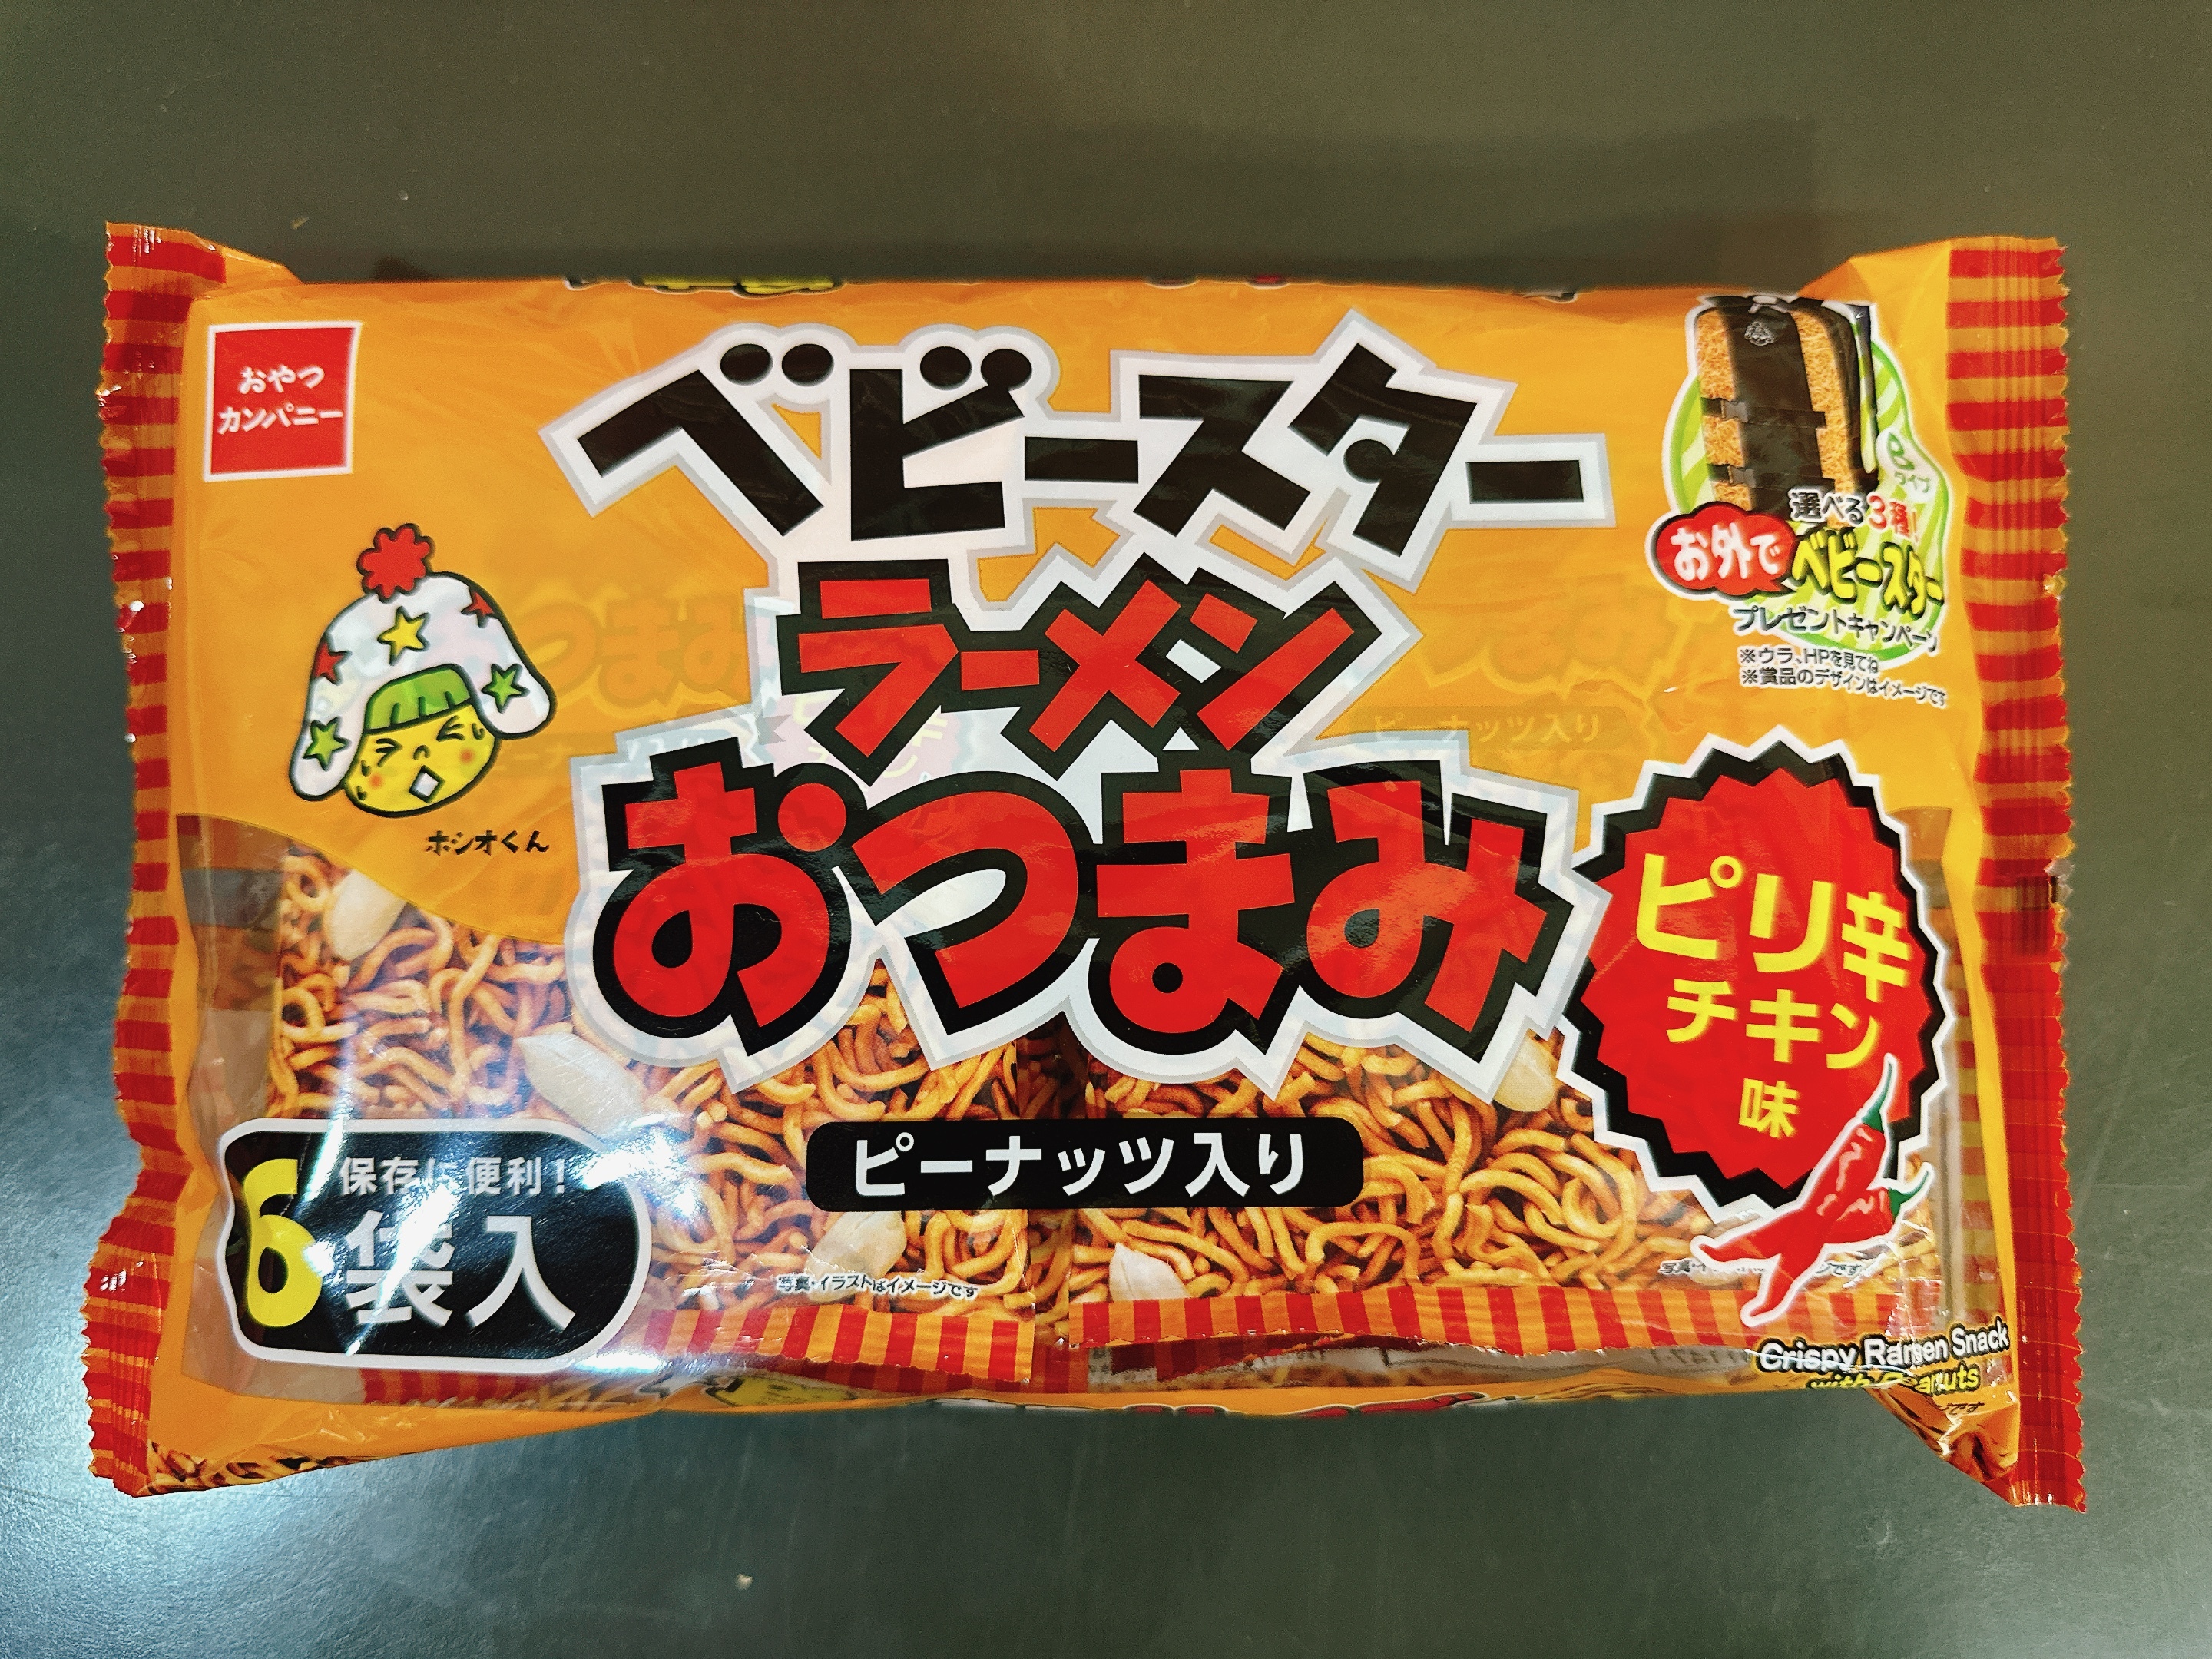 おやつ
カンパニー
ベビースター
ラーメン
おつまみ
ピーナッツ入り
ホシオくん
選べる3種!
お外で
ベビースター
プレゼントキャンペーン
※ウラ、HPを見てね
※賞品のデザインはイメージです
ピリ辛
チキン
味
保存に便利!
6袋入
写真・イラストはイメージです
Crispy Ramen Snack
with Peanuts